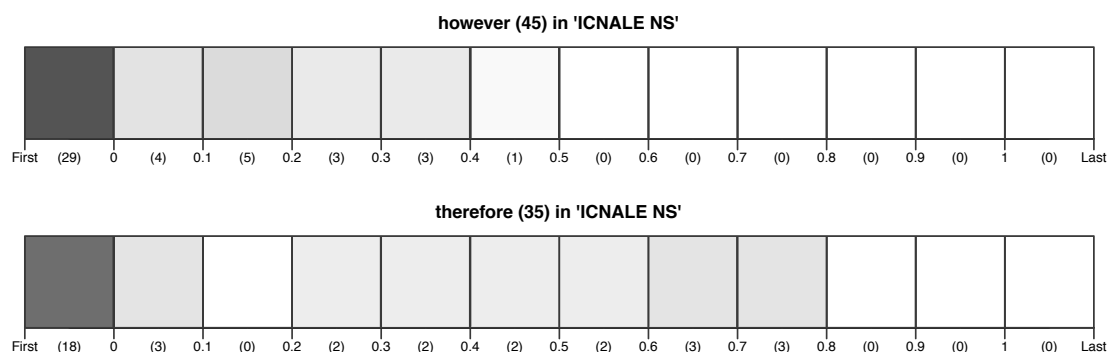 however (45) in 'ICNALE NS'
First (29) 0 (4) 0.1 (5) 0.2 (3) 0.3 (3) 0.4 (1) 0.5 (0) 0.6 (0) 0.7 (0) 0.8 (0) 0.9 (0) 1 (0) Last
therefore (35) in 'ICNALE NS'
First (18) 0 (3) 0.1 (0) 0.2 (2) 0.3 (2) 0.4 (2) 0.5 (2) 0.6 (3) 0.7 (3) 0.8 (0) 0.9 (0) 1 (0) Last